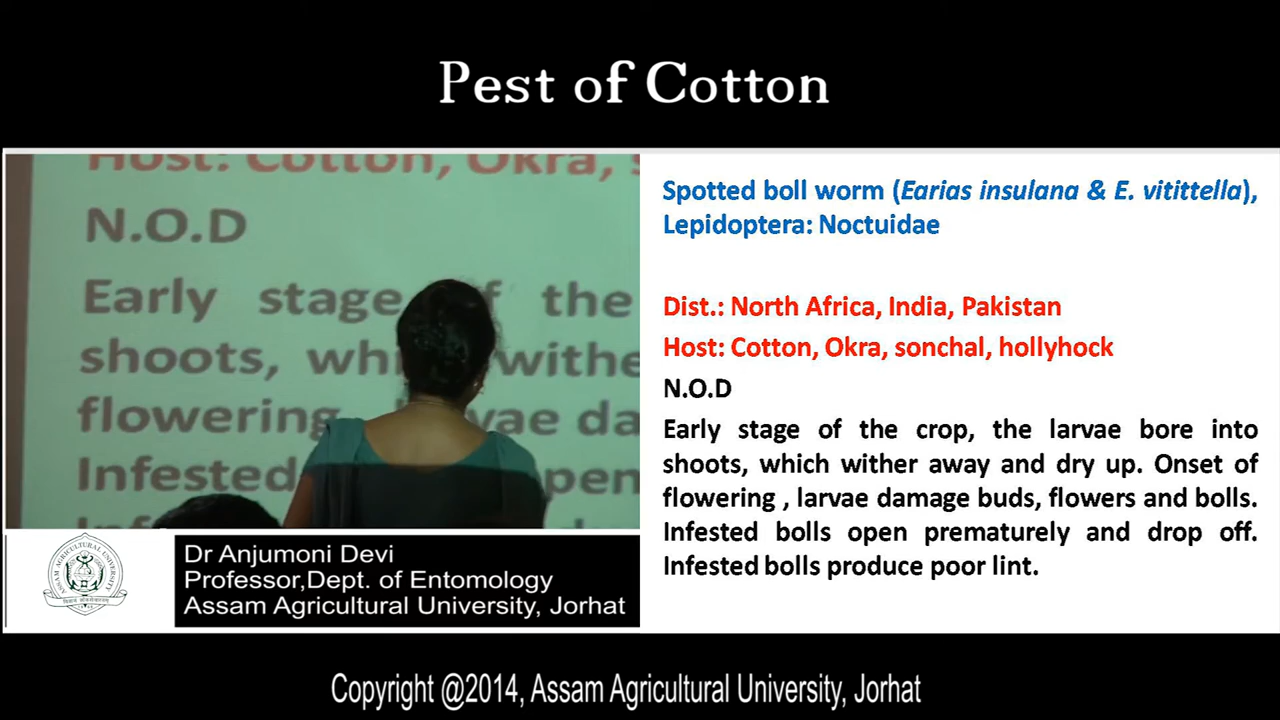 Pest of Cotton
Host: Cotton, Okra,
N.O.D
Early stage of the
shoots, withe
flowering da
Infested pen
Spotted boll worm (Earias insulana & E. vitittella),
Lepidoptera: Noctuidae
Dist.: North Africa, India, Pakistan
Host: Cotton, Okra, sonchal, hollyhock
N.O.D
Early stage of the crop, the larvae bore into
shoots, which wither away and dry up. Onset of
flowering , larvae damage buds, flowers and bolls.
Infested bolls open prematurely and drop off.
Infested bolls produce poor lint.
ASSAM AGRICULTURAL UNIVERSITY
Dr Anjumoni Devi
Professor,Dept. of Entomology
Assam Agricultural University, Jorhat
Copyright @2014, Assam Agricultural University, Jorhat